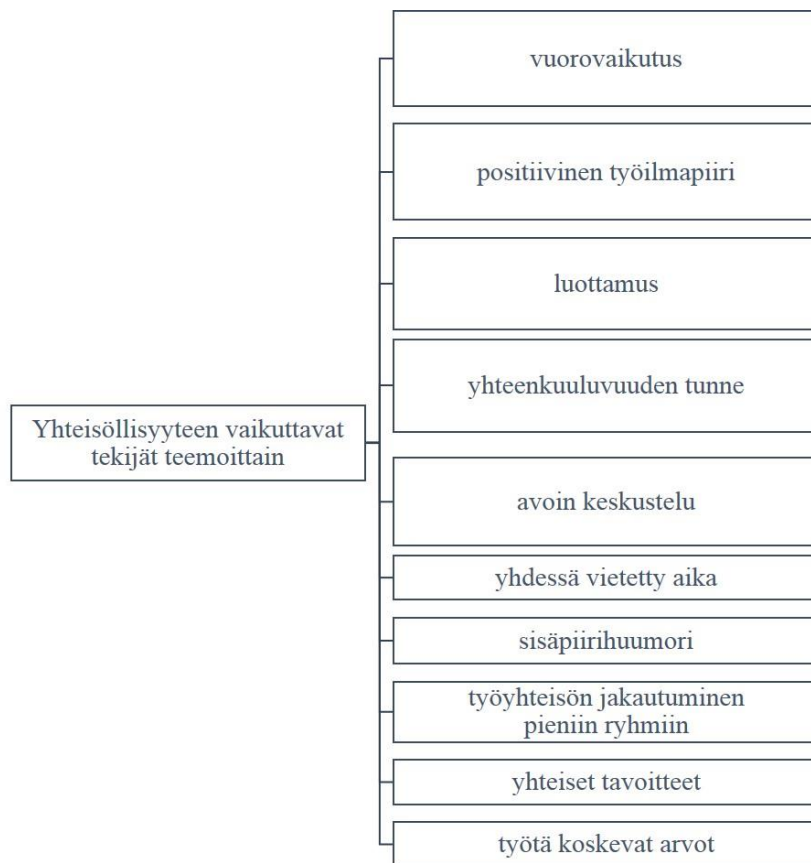 vuorovaikutus
positiivinen työilmapiiri
luottamus
yhteenkuuluvuuden tunne
Yhteisöllisyyteen vaikuttavat
tekijät teemoittain
avoin keskustelu
yhdessä vietetty aika
sisäpiirihuumori
työyhteisön jakautuminen
pieniin ryhmiin
yhteiset tavoitteet
työtä koskevat arvot